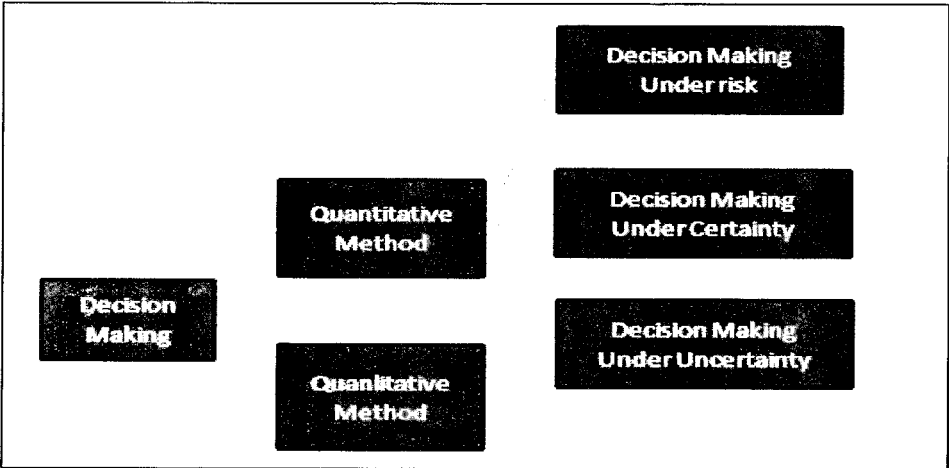 Decision Making
Under risk
Quantitative
Method
Decision Making
Under Certainty
Decision
Making
Decision Making
Under Uncertainty
Quanlitative
Method